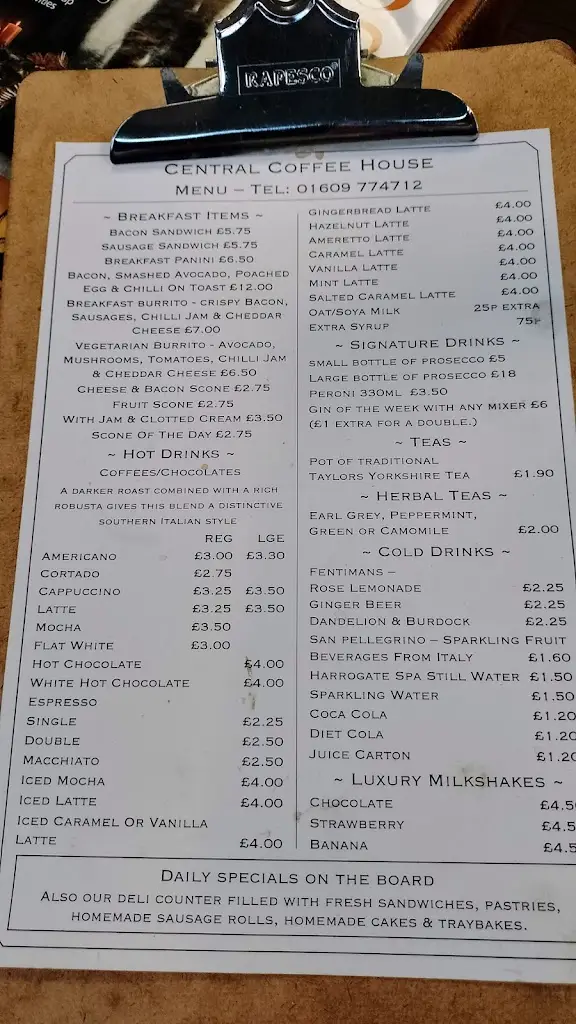 RAPESCO
CENTRAL COFFEE HOUSE
MENU – TEL: 01609 774712
~ BREAKFAST ITEMS ~
BACON SANDWICH £5.75
SAUSAGE SANDWICH £5.75
BREAKFAST PANINI £6.50
BACON, SMASHED AVOCADO, POACHED
EGG & CHILLI ON TOAST £12.00
BREAKFAST BURRITO - CRISPY BACON,
SAUSAGES, CHILLI JAM & CHEDDAR
CHEESE £7.00
VEGETARIAN BURRITO - AVOCADO,
MUSHROOMS, TOMATOES, CHILLI JAM
& CHEDDAR CHEESE £6.50
CHEESE & BACON SCONE £2.75
FRUIT SCONE £2.75
WITH JAM & CLOTTED CREAM £3.50
SCONE OF THE DAY £2.75
~ HOT DRINKS ~
COFFEES/CHOCOLATES
A DARKER ROAST COMBINED WITH A RICH
ROBUSTA GIVES THIS BLEND A DISTINCTIVE
SOUTHERN ITALIAN STYLE
REG LGE
AMERICANO £3.00 £3.30
CORTADO £2.75
CAPPUCCINO £3.25 £3.50
LATTE £3.25 £3.50
MOCHA £3.50
FLAT WHITE £3.00
HOT CHOCOLATE £4.00
WHITE HOT CHOCOLATE £4.00
ESPRESSO
SINGLE £2.25
DOUBLE £2.50
MACCHIATO £2.50
ICED MOCHA £4.00
ICED LATTE £4.00
ICED CARAMEL OR VANILLA
LATTE £4.00
GINGERBREAD LATTE £4.00
HAZELNUT LATTE £4.00
AMERETTO LATTE £4.00
CARAMEL LATTE £4.00
VANILLA LATTE £4.00
MINT LATTE £4.00
SALTED CARAMEL LATTE £4.00
OAT/SOYA MILK 25P EXTRA
EXTRA SYRUP 75P
~ SIGNATURE DRINKS ~
SMALL BOTTLE OF PROSECCO £5
LARGE BOTTLE OF PROSECCO £18
PERONI 330ML £3.50
GIN OF THE WEEK WITH ANY MIXER £6
(£1 EXTRA FOR A DOUBLE.)
~ TEAS ~
POT OF TRADITIONAL
TAYLORS YORKSHIRE TEA £1.90
~ HERBAL TEAS ~
EARL GREY, PEPPERMINT,
GREEN OR CAMOMILE £2.00
~ COLD DRINKS ~
FENTIMANS –
ROSE LEMONADE £2.25
GINGER BEER £2.25
DANDELION & BURDOCK £2.25
SAN PELLEGRINO – SPARKLING FRUIT
BEVERAGES FROM ITALY £1.60
HARROGATE SPA STILL WATER £1.50
SPARKLING WATER £1.50
COCA COLA £1.20
DIET COLA £1.20
JUICE CARTON £1.20
~ LUXURY MILKSHAKES ~
CHOCOLATE £4.5
STRAWBERRY £4.5
BANANA £4.5
DAILY SPECIALS ON THE BOARD
ALSO OUR DELI COUNTER FILLED WITH FRESH SANDWICHES, PASTRIES,
HOMEMADE SAUSAGE ROLLS, HOMEMADE CAKES & TRAYBAKES.